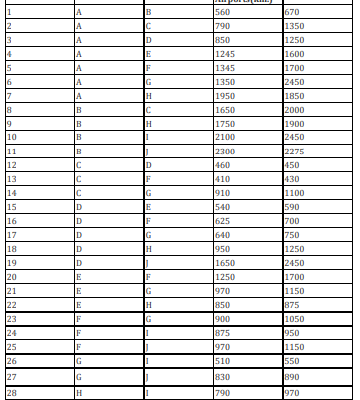 1 A B 560 670
2 A C 790 1350
3 A D 850 1250
4 A E 1245 1600
5 A F 1345 1700
6 A G 1350 2450
7 A H 1950 1850
8 B C 1650 2000
9 B H 1750 1900
10 B I 2100 2450
11 B J 2300 2275
12 C D 460 450
13 C F 410 430
14 C G 910 1100
15 D E 540 590
16 D F 625 700
17 D G 640 750
18 D H 950 1250
19 D J 1650 2450
20 E F 1250 1700
21 E G 970 1150
22 E H 850 875
23 F G 900 1050
24 F I 875 950
25 F J 970 1150
26 G I 510 550
27 G J 830 890
28 H I 790 970